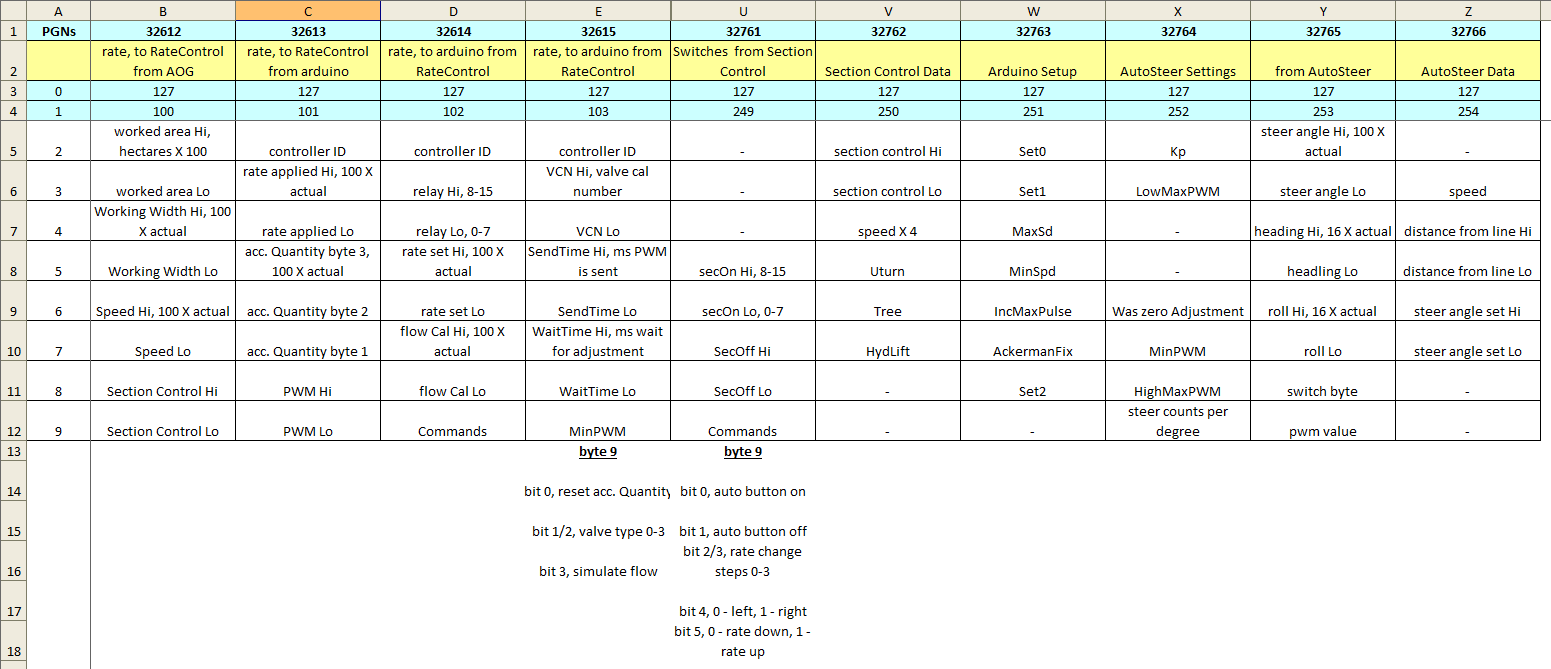 A B C D E U V W X Y Z
1 PGNs 32612 32613 32614 32615 32761 32762 32763 32764 32765 32766
rate, to RateControl rate, to RateControl rate, to arduino from rate, to arduino from Switches from Section
2 from AOG from arduino RateControl RateControl Control Section Control Data Arduino Setup AutoSteer Settings from AutoSteer AutoSteer Data
3 0 127 127 127 127 127 127 127 127 127 127
4 1 100 101 102 103 249 250 251 252 253 254
worked area Hi, steer angle Hi, 100 X
5 2 hectares X 100 controller ID controller ID controller ID - section control Hi Set0 Kp actual -
rate applied Hi, 100 X VCN Hi, valve cal
6 3 worked area Lo actual relay Hi, 8-15 number - section control Lo Set1 LowMaxPWM steer angle Lo speed
Working Width Hi, 100
7 4 X actual rate applied Lo relay Lo, 0-7 VCN Lo - speed X 4 MaxSd - heading Hi, 16 X actual distance from line Hi
acc. Quantity byte 3, rate set Hi, 100 X SendTime Hi, ms PWM
8 5 Working Width Lo 100 X actual actual is sent secOn Hi, 8-15 Uturn MinSpd - headling Lo distance from line Lo
9 6 Speed Hi, 100 X actual acc. Quantity byte 2 rate set Lo SendTime Lo secOn Lo, 0-7 Tree IncMaxPulse Was zero Adjustment roll Hi, 16 X actual steer angle set Hi
flow Cal Hi, 100 X WaitTime Hi, ms wait
10 7 Speed Lo acc. Quantity byte 1 actual for adjustment SecOff Hi HydLift AckermanFix MinPWM roll Lo steer angle set Lo
11 8 Section Control Hi PWM Hi flow Cal Lo WaitTime Lo SecOff Lo - Set2 HighMaxPWM switch byte -
steer counts per
12 9 Section Control Lo PWM Lo Commands MinPWM Commands - - degree pwm value -
13 byte 9 byte 9
14 bit 0, reset acc. Quantity bit 0, auto button on
15 bit 1/2, valve type 0-3 bit 1, auto button off
bit 2/3, rate change
16 bit 3, simulate flow steps 0-3
17 bit 4, 0 - left, 1 - right
bit 5, 0 - rate down, 1 -
18 rate up